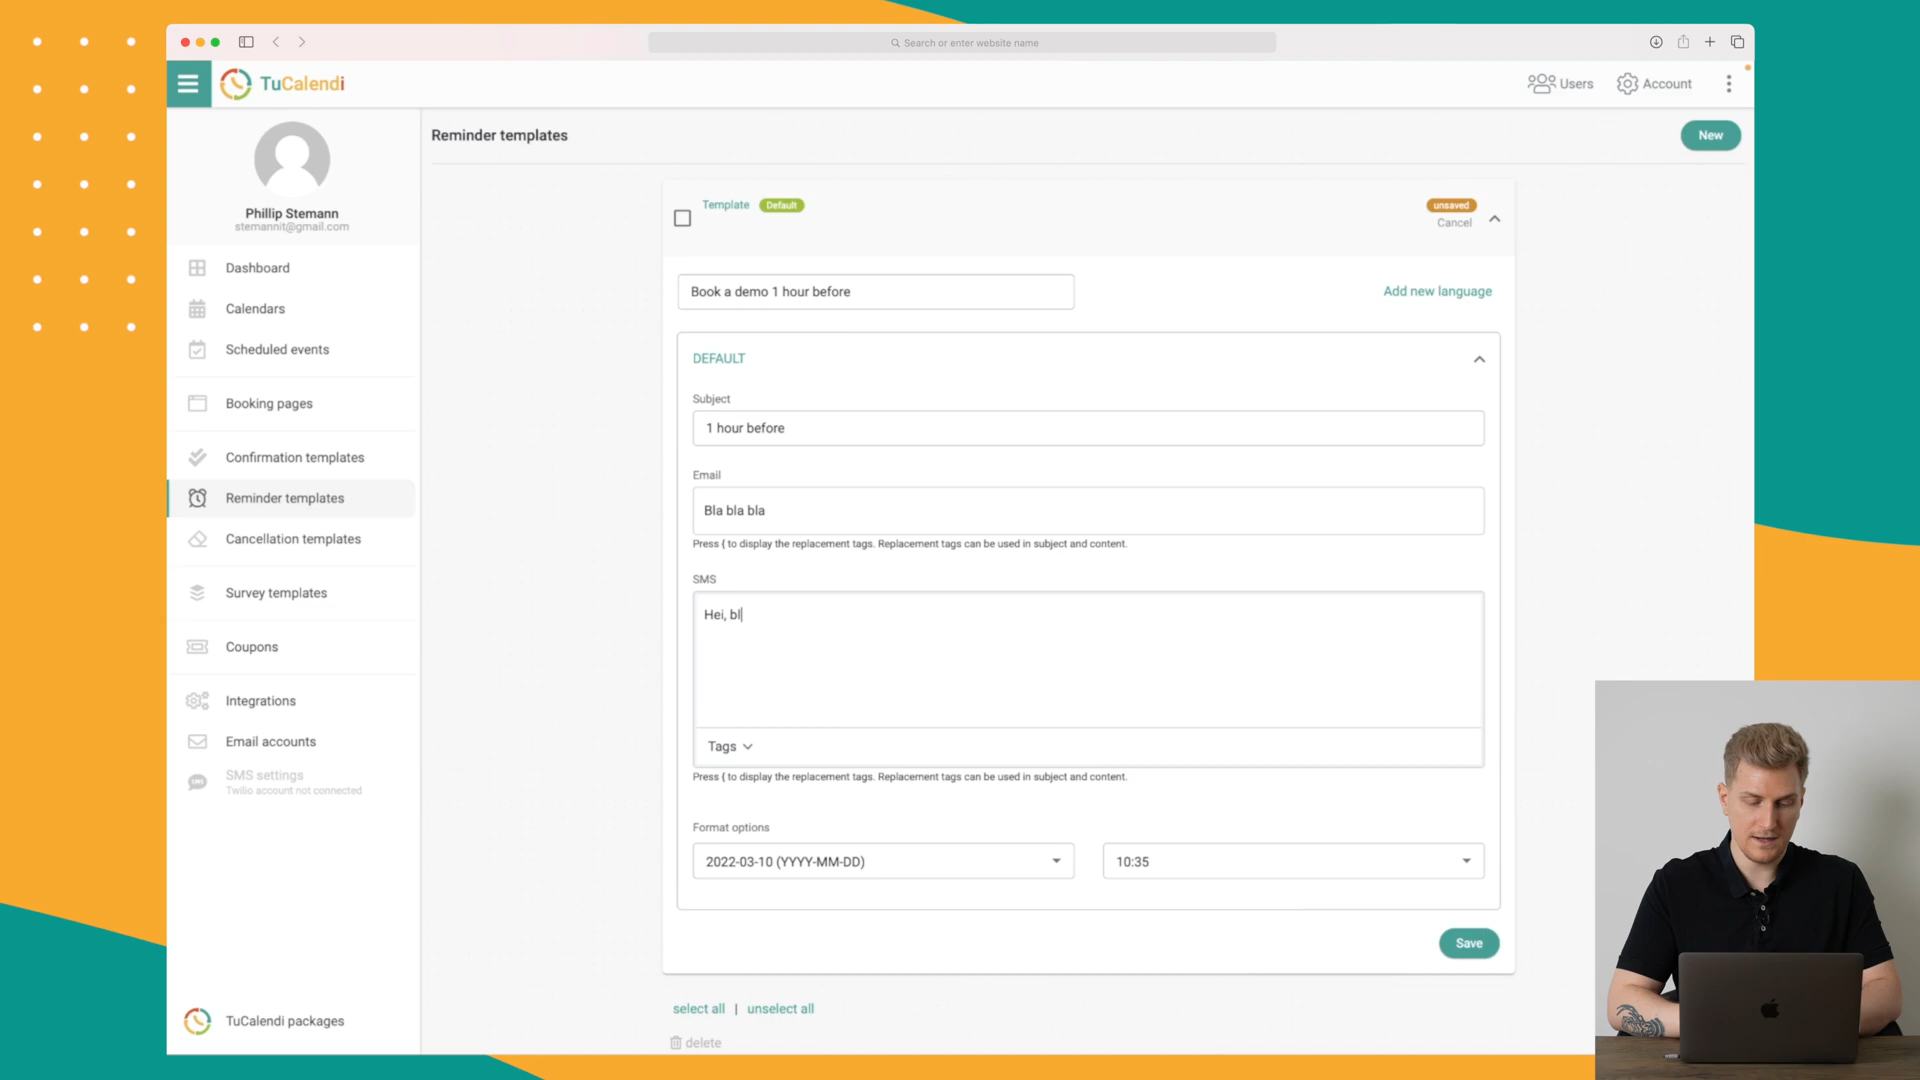 Search or enter website name
TuCalendi
Users
Account
Phillip Stemann
stemannit@gmail.com
Dashboard
Calendars
Scheduled events
Booking pages
Confirmation templates
Reminder templates
Cancellation templates
Survey templates
Coupons
Integrations
Email accounts
SMS
SMS settings
Twilio account not connected
TuCalendi packages
Reminder templates
New
Template Default
unsaved
Cancel
Book a demo 1 hour before
Add new language
DEFAULT
Subject
1 hour before
Email
Bla bla bla
Press { to display the replacement tags. Replacement tags can be used in subject and content.
SMS
Hei, bl
Tags
Press { to display the replacement tags. Replacement tags can be used in subject and content.
Format options
2022-03-10 (YYYY-MM-DD)
10:35
Save
select all | unselect all
delete